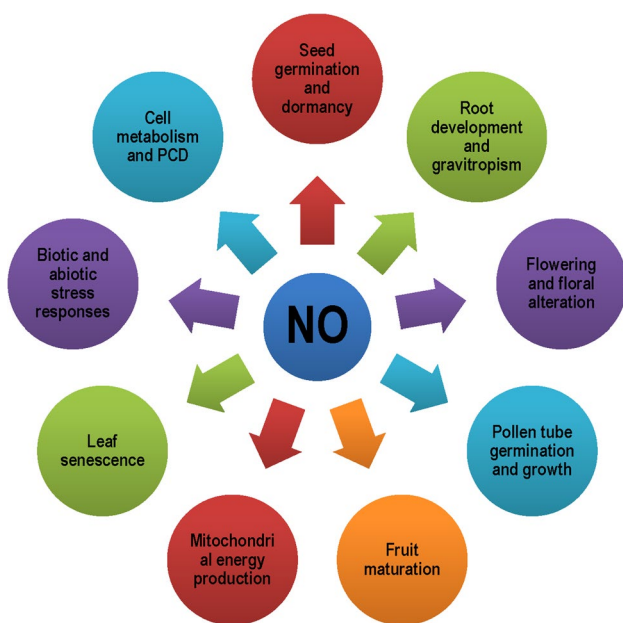 Seed
germination
and
dormancy
Root
development
and
gravitropism
Flowering
and floral
alteration
Pollen tube
germination
and growth
Fruit
maturation
Mitochondri
al energy
production
Leaf
senescence
Biotic and
abiotic
stress
responses
Cell
metabolism
and PCD
NO